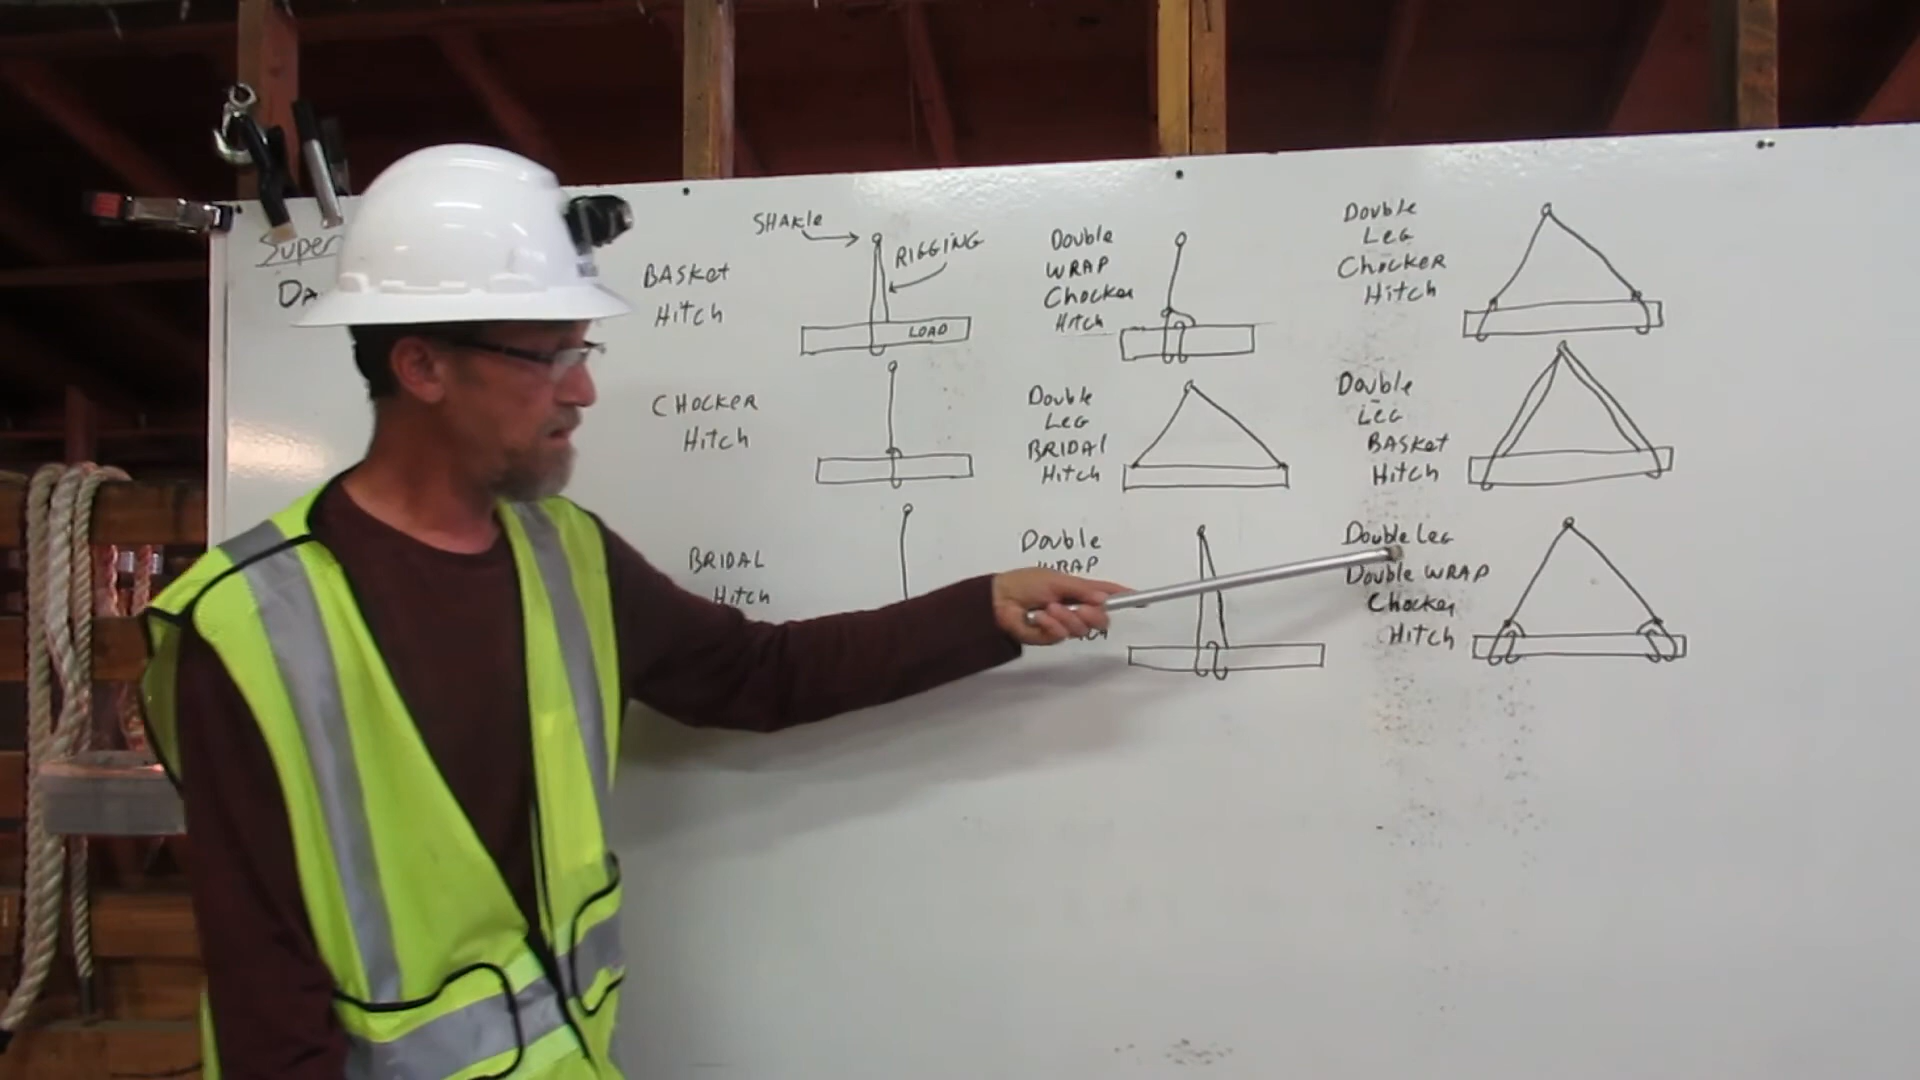 Super
SHAKle
RIGGING
BASket
Hitch
LOAD
CHOCKER
Hitch
BRIDAL
Hitch
Double
WRAP
Chocker
Hitch
Double
Leg
BRIDAl
Hitch
Double
WRAP
Double
Leg
Chocker
Hitch
Double
Leg
BASket
Hitch
Double Leg
Double WRAP
Chocker
Hitch